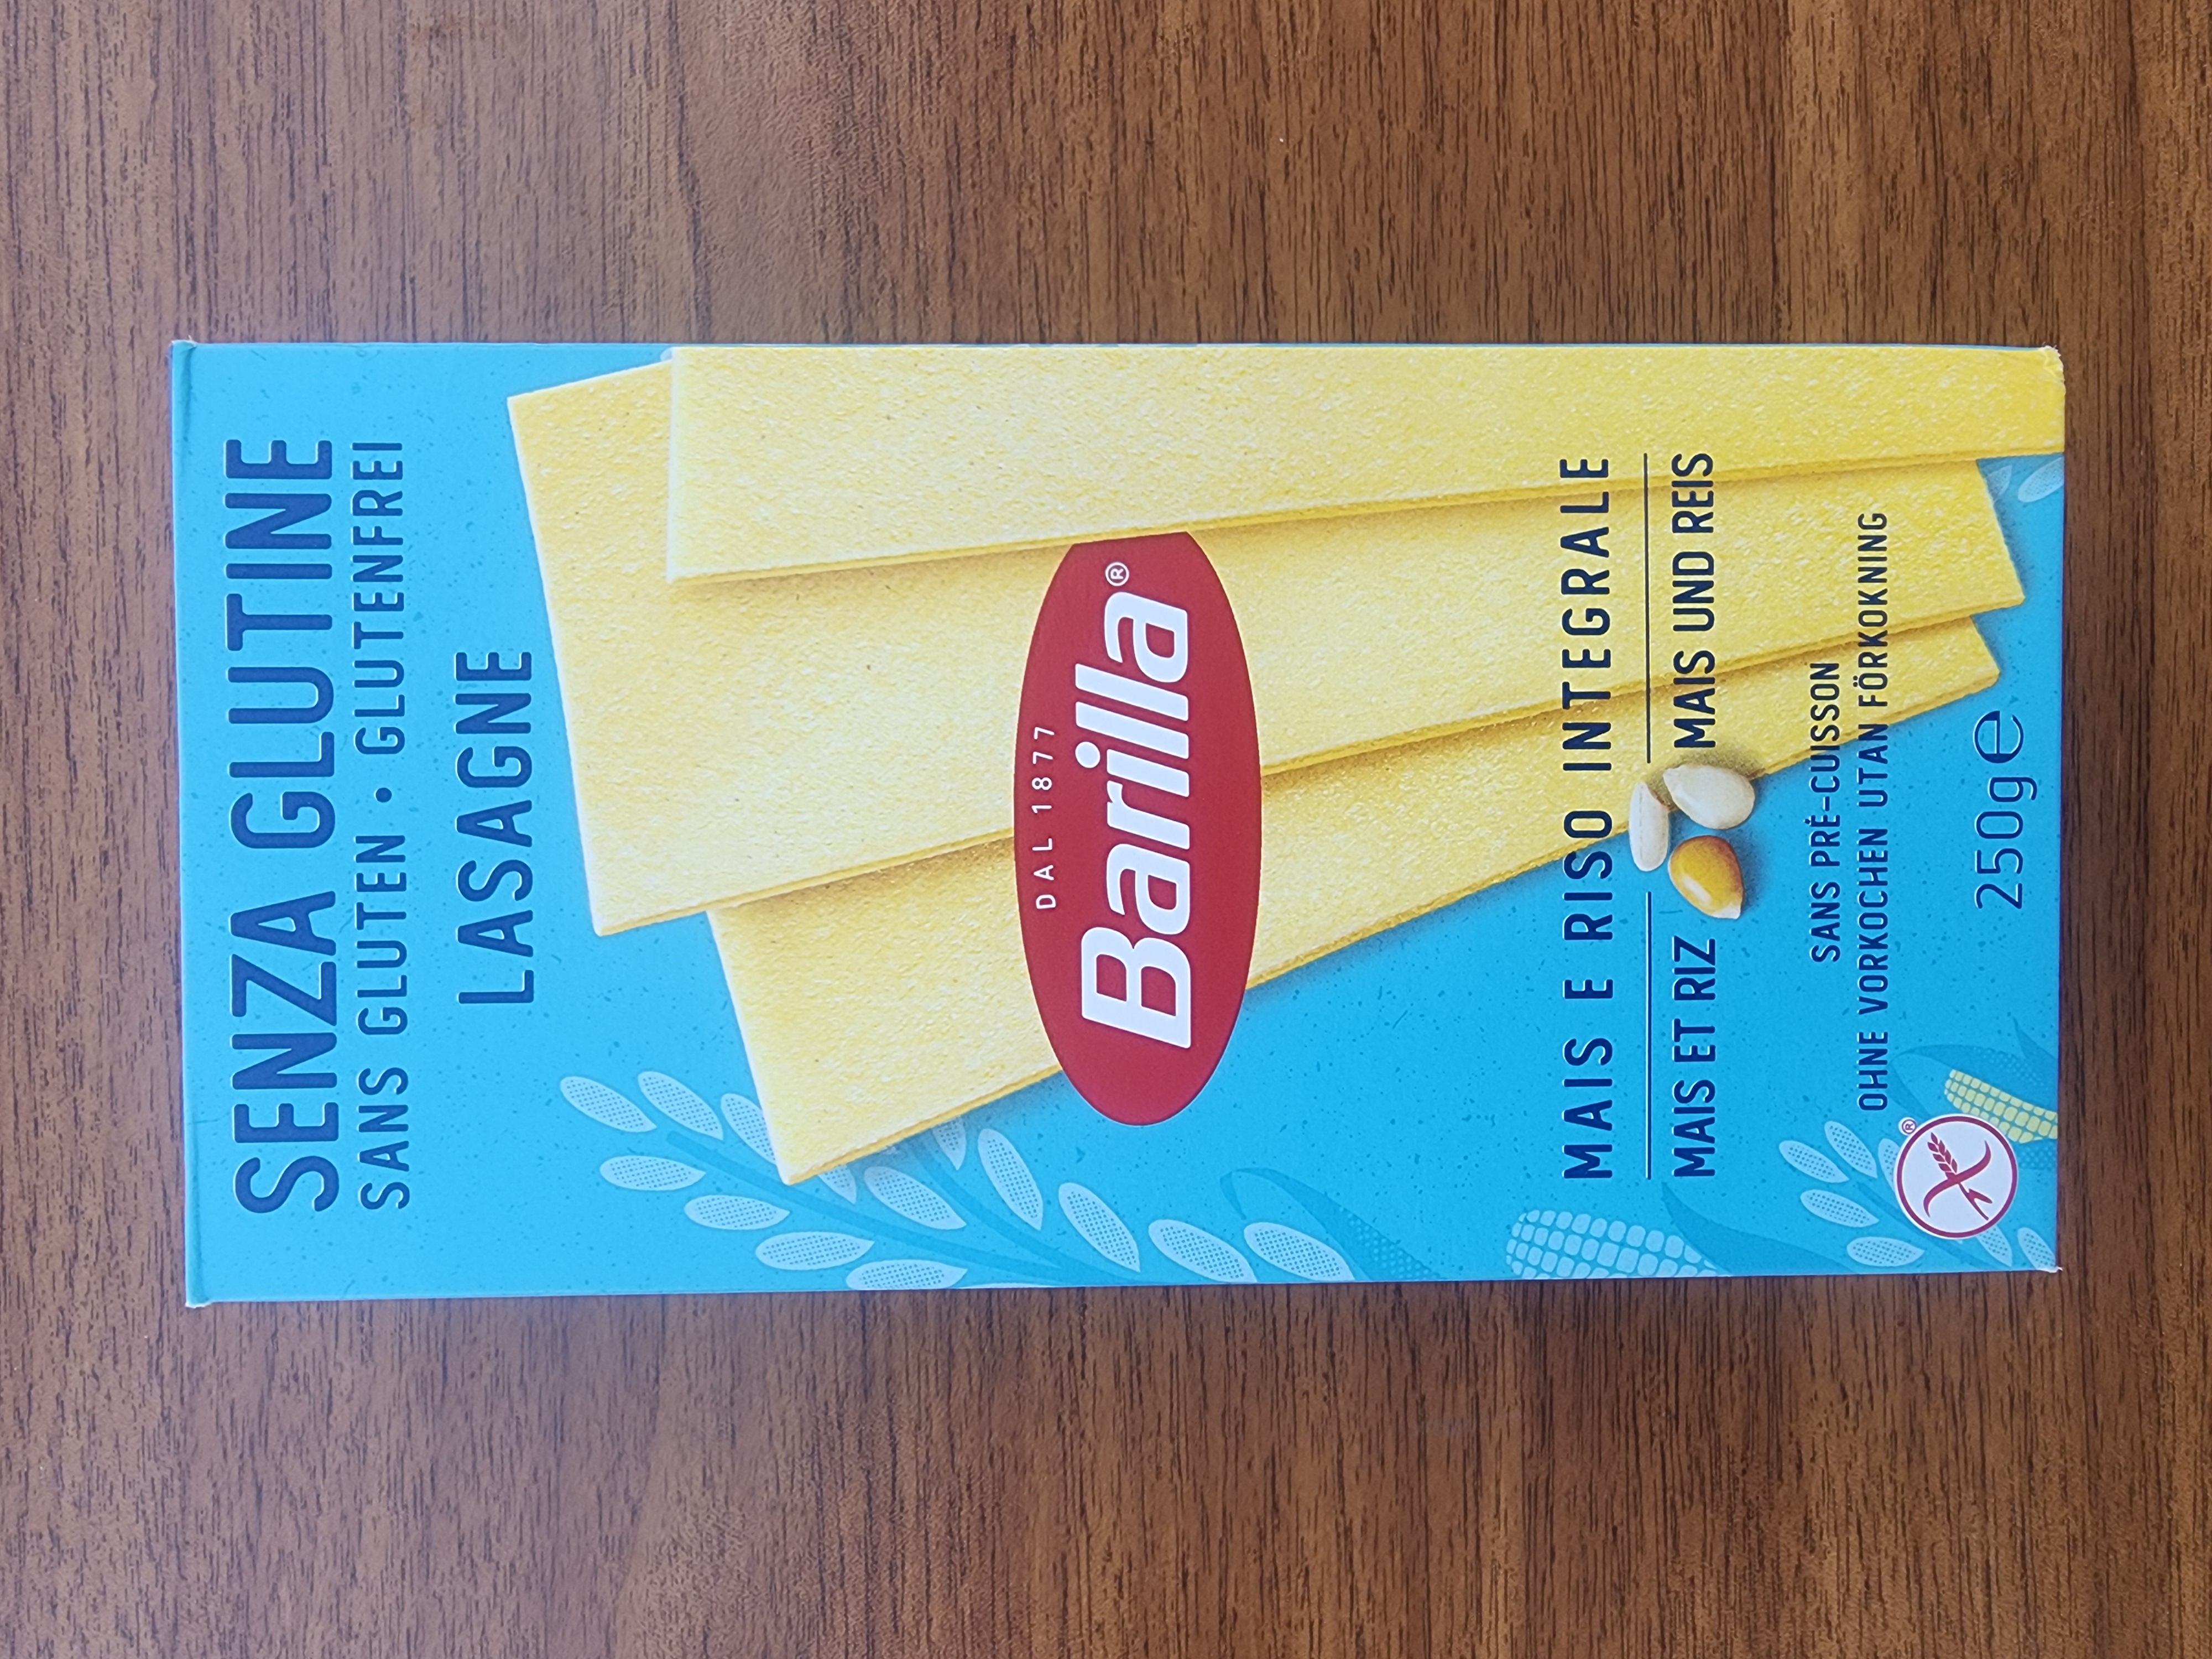 SENZA GLUTINE
SANS GLUTEN • GLUTENFREI
LASAGNE
DAL 1877
Barilla®
MAIS E RISO INTEGRALE
MAIS ET RIZ MAIS UND REIS
SANS PRÉ-CUISSON
OHNE VORKOCHEN UTAN FÖRKOKNING
250g℮
®